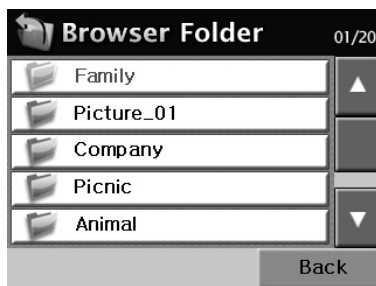 Browser Folder 01/20
Family
Picture_01
Company
Picnic
Animal
Back